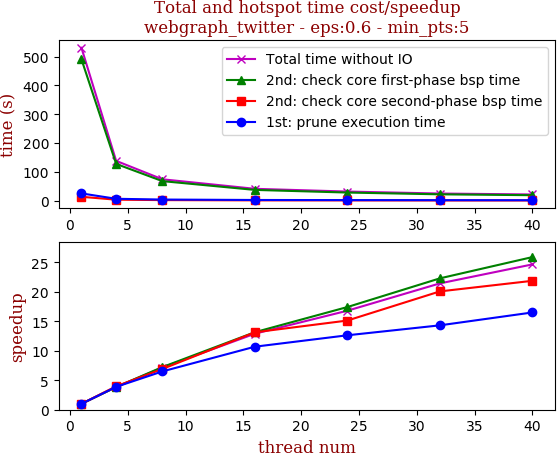 Total and hotspot time cost/speedup
webgraph_twitter - eps:0.6 - min_pts:5
time (s)
500
400
300
200
100
0
Total time without IO
2nd: check core first-phase bsp time
2nd: check core second-phase bsp time
1st: prune execution time
0 5 10 15 20 25 30 35 40
speedup
25
20
15
10
5
0
0 5 10 15 20 25 30 35 40
thread num